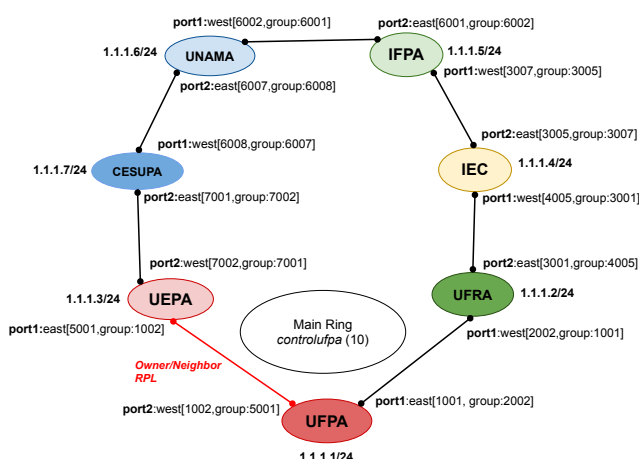 port1:west[6002,group:6001]
port2:east[6001,group:6002]
1.1.1.6/24
UNAMA
IFPA
1.1.1.5/24
port2:east[6007,group:6008]
port1:west[3007,group:3005]
port1:west[6008,group:6007]
port2:east[3005,group:3007]
1.1.1.7/24
CESUPA
IEC
1.1.1.4/24
port2:east[7001,group:7002]
port1:west[4005,group:3001]
port2:west[7002,group:7001]
port2:east[3001,group:4005]
1.1.1.3/24
UEPA
UFRA
1.1.1.2/24
port1:east[5001,group:1002]
Main Ring
controlufpa (10)
port1:west[2002,group:1001]
Owner/Neighbor
RPL
port2:west[1002,group:5001]
port1:east[1001, group:2002]
UFPA
1.1.1.1/24